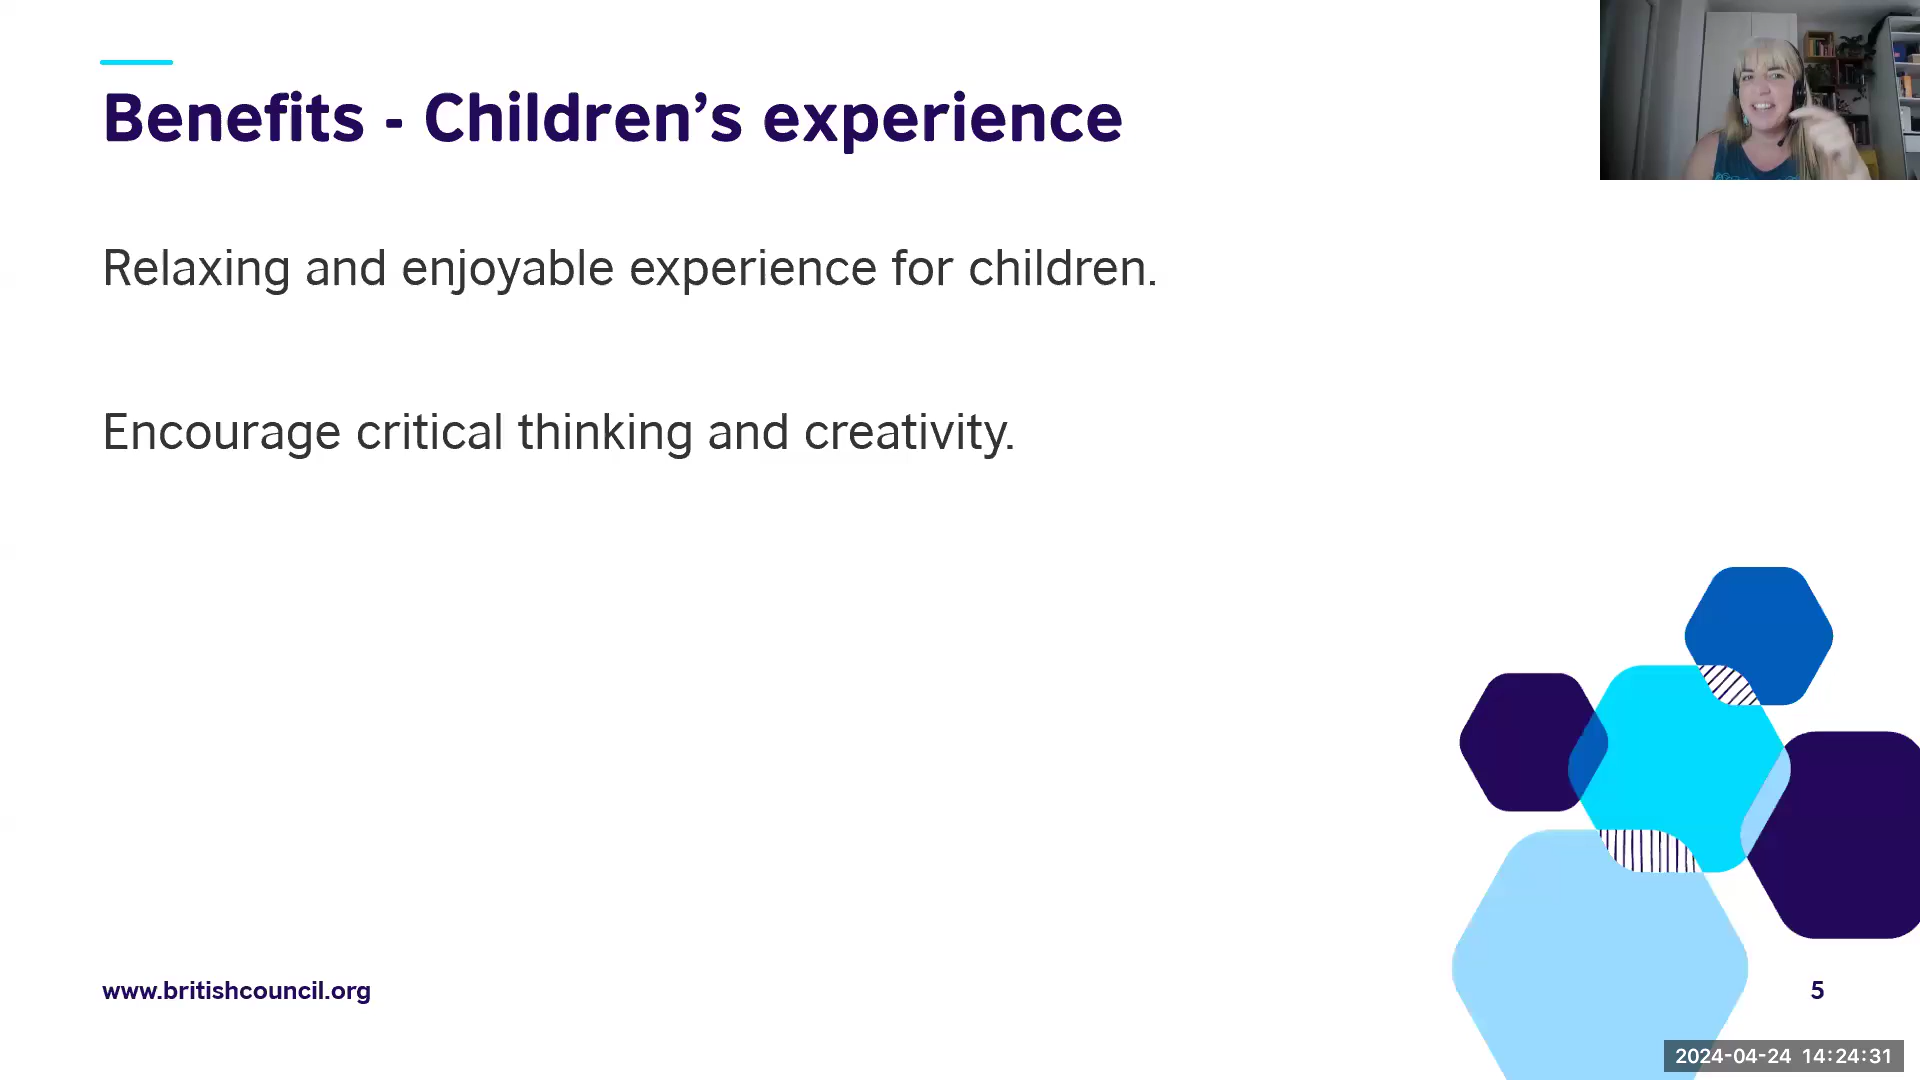 Benefits - Children’s experience
Relaxing and enjoyable experience for children.
Encourage critical thinking and creativity.
www.britishcouncil.org
5
2024-04-24 14:24:31